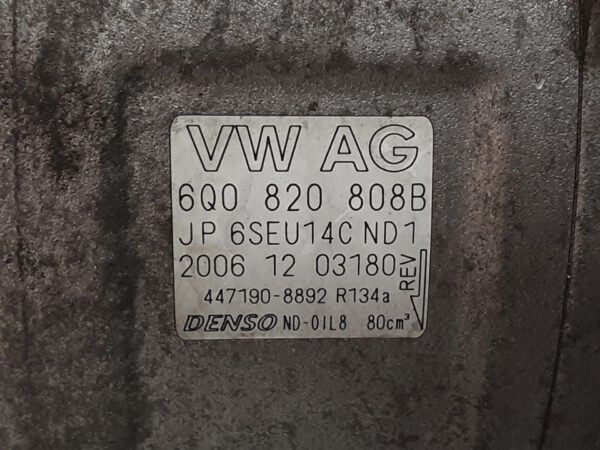 VW AG
6Q0 820 808B
JP 6SEU14C ND1
2006 12 03180 REV
447190-8892 R134a
DENSO ND-OIL8 80cm³